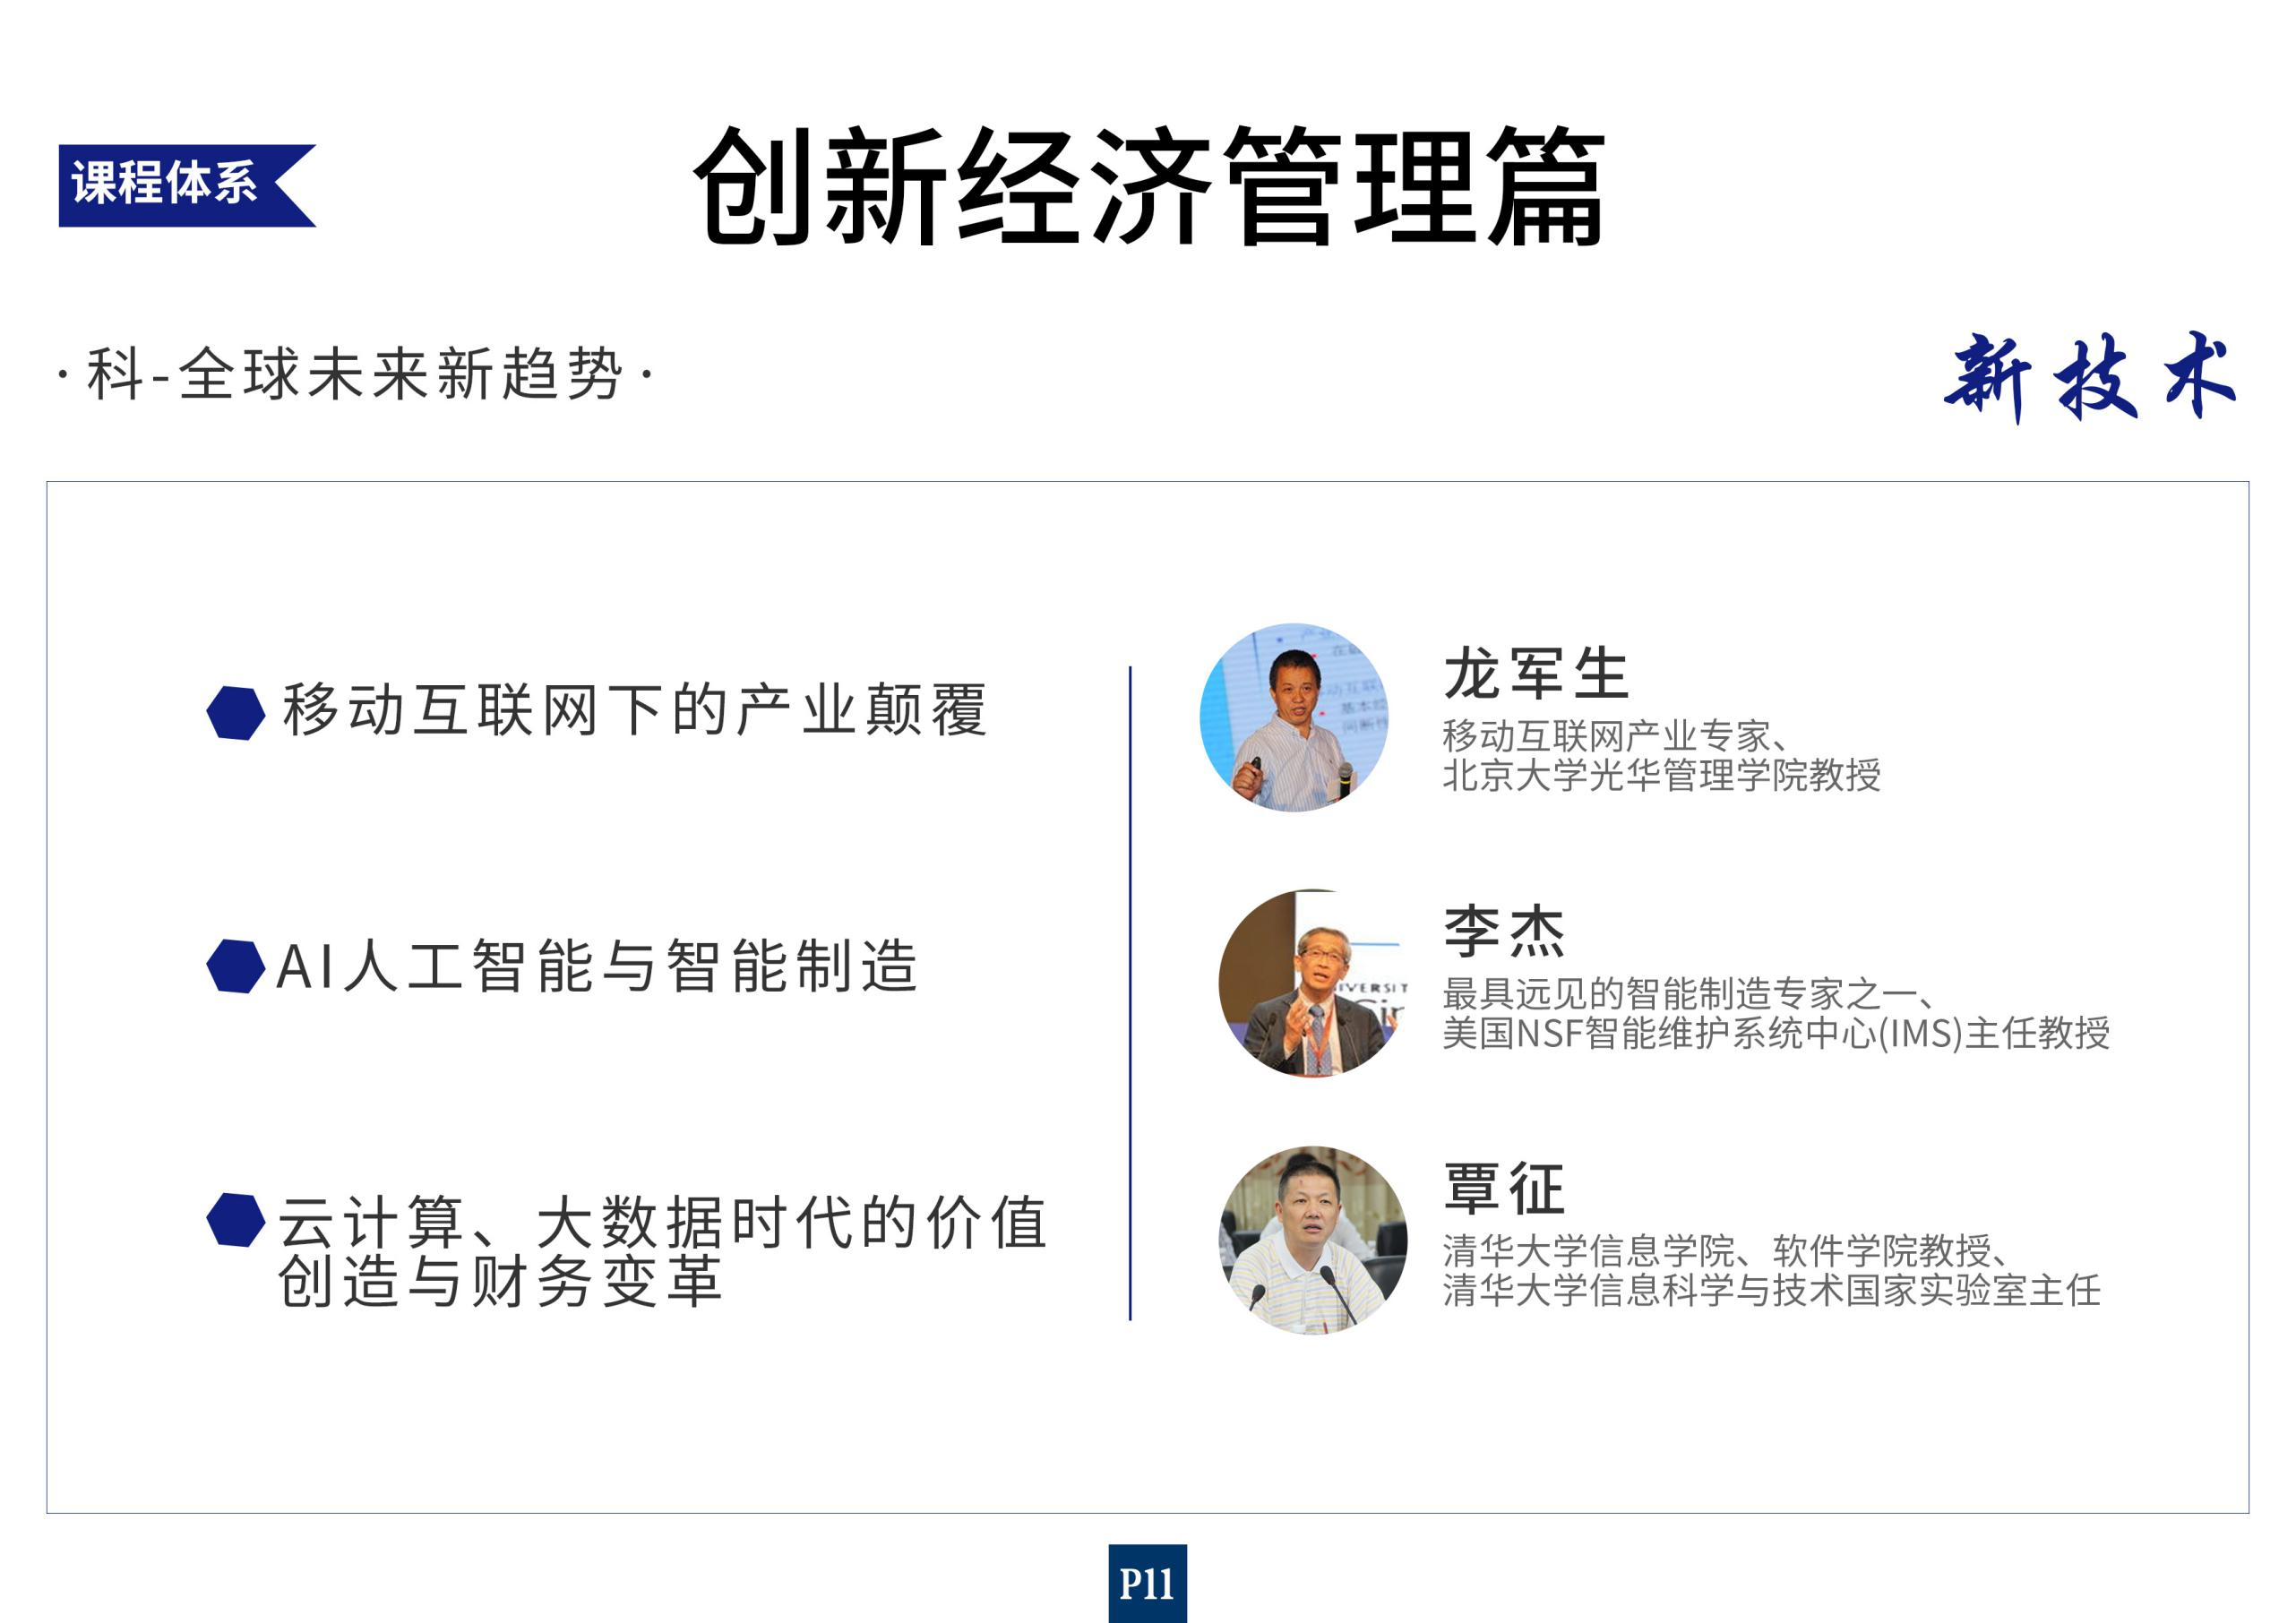 课程体系
创新经济管理篇
·科-全球未来新趋势·
新技术
移动互联网下的产业颠覆
AI人工智能与智能制造
云计算、大数据时代的价值
创造与财务变革
龙军生
移动互联网产业专家、
北京大学光华管理学院教授
李杰
最具远见的智能制造专家之一、
美国NSF智能维护系统中心(IMS)主任教授
覃征
清华大学信息学院、软件学院教授、
清华大学信息科学与技术国家实验室主任
P11